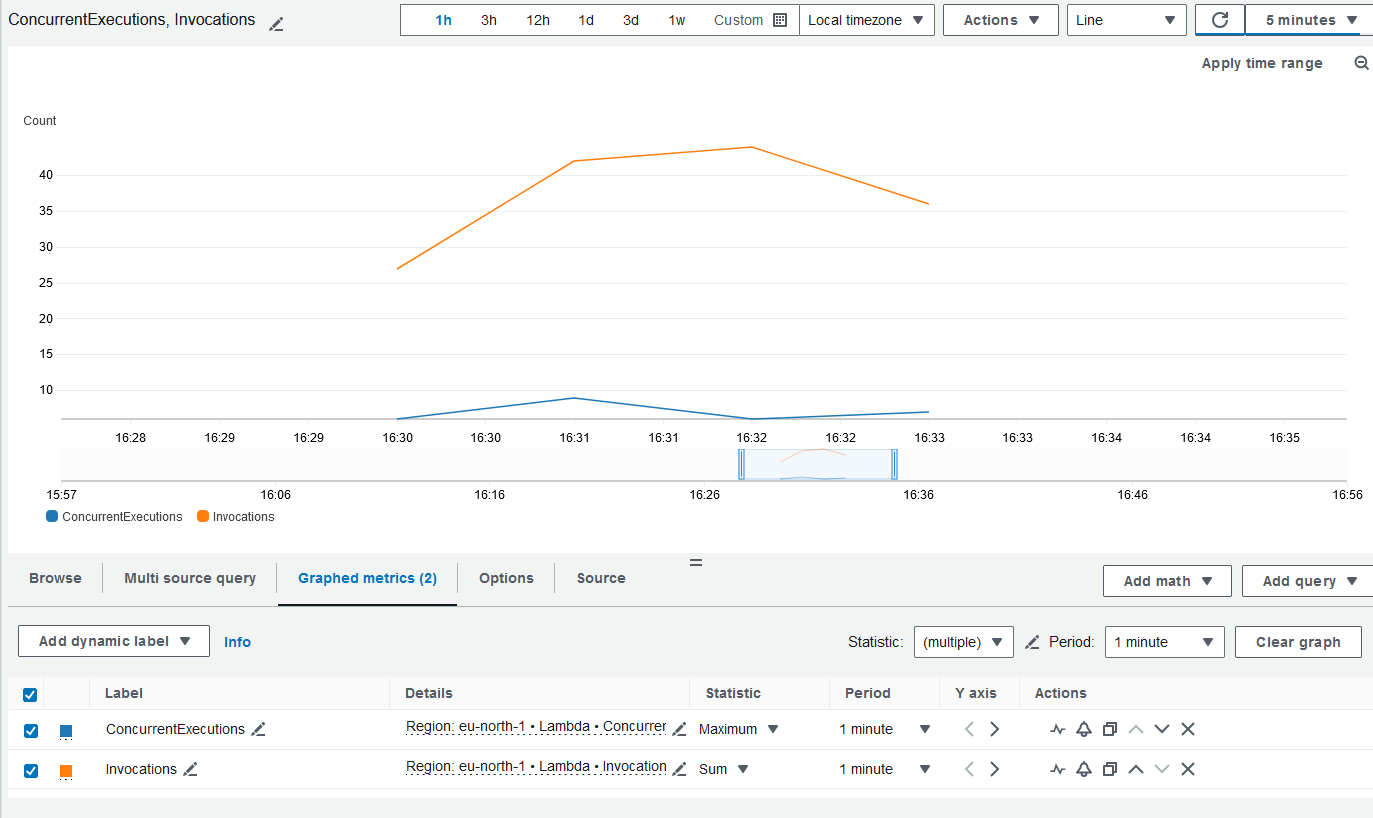 ConcurrentExecutions, Invocations
1h 3h 12h 1d 3d 1w Custom Local timezone Actions Line 5 minutes
Apply time range
Count
40
35
30
25
20
15
10
16:28 16:29 16:29 16:30 16:30 16:31 16:31 16:32 16:32 16:33 16:33 16:34 16:34 16:35
15:57 16:06 16:16 16:26 16:36 16:46 16:56
ConcurrentExecutions Invocations
Browse Multi source query Graphed metrics (2) Options Source Add math Add query
Add dynamic label Info Statistic: (multiple) Period: 1 minute Clear graph
Label Details Statistic Period Y axis Actions
ConcurrentExecutions Region: eu-north-1 • Lambda • Concurrer Maximum 1 minute
Invocations Region: eu-north-1 • Lambda • Invocation Sum 1 minute